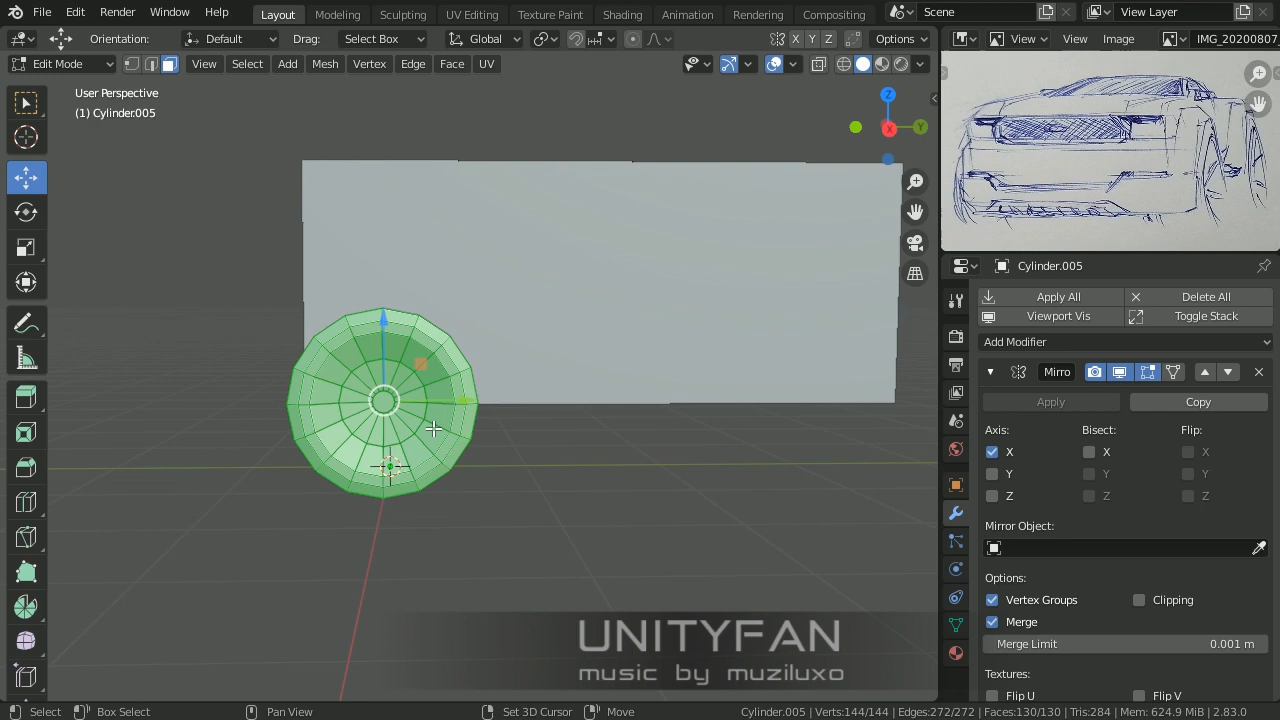 File Edit Render Window Help Layout Modeling Sculpting UV Editing Texture Paint Shading Animation Rendering Compositing Scene View Layer
Orientation: Default Drag: Select Box Global X Y Z Options View View Image IMG_20200807
Edit Mode View Select Add Mesh Vertex Edge Face UV
User Perspective
(1) Cylinder.005
Z
X
Y
Cylinder.005
Apply All Delete All
Viewport Vis Toggle Stack
Add Modifier
Mirro
Apply Copy
Axis: Bisect: Flip:
X X X
Y Y Y
Z Z Z
Mirror Object:
Options:
Vertex Groups Clipping
Merge
Merge Limit 0.001 m
Textures:
Flip U Flip V
UNITYFAN
music by muziluxo
Select Box Select Pan View Set 3D Cursor Move Cylinder.005 | Verts:144/144 | Edges:272/272 | Faces:130/130 | Tris:284 | Mem: 624.9 MiB | 2.83.0